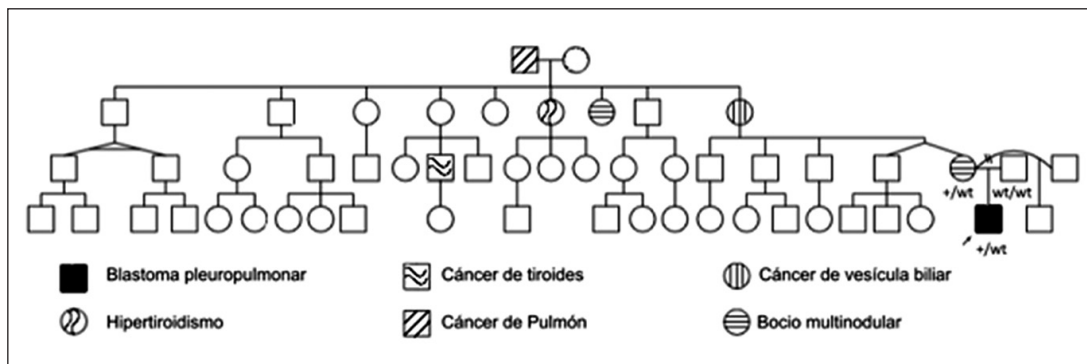 +/wt wt/wt
+/wt
Blastoma pleuropulmonar Cáncer de tiroides Cáncer de vesícula biliar
Hipertiroidismo Cáncer de Pulmón Bocio multinodular